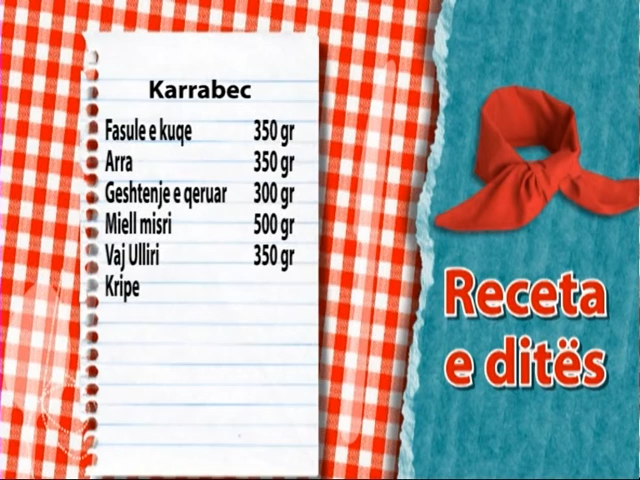 Karrabec
Fasule e kuqe 350 gr
Arra 350 gr
Geshtenje e qeruar 300 gr
Miell misri 500 gr
Vaj Ulliri 350 gr
Kripe
Receta
e ditës